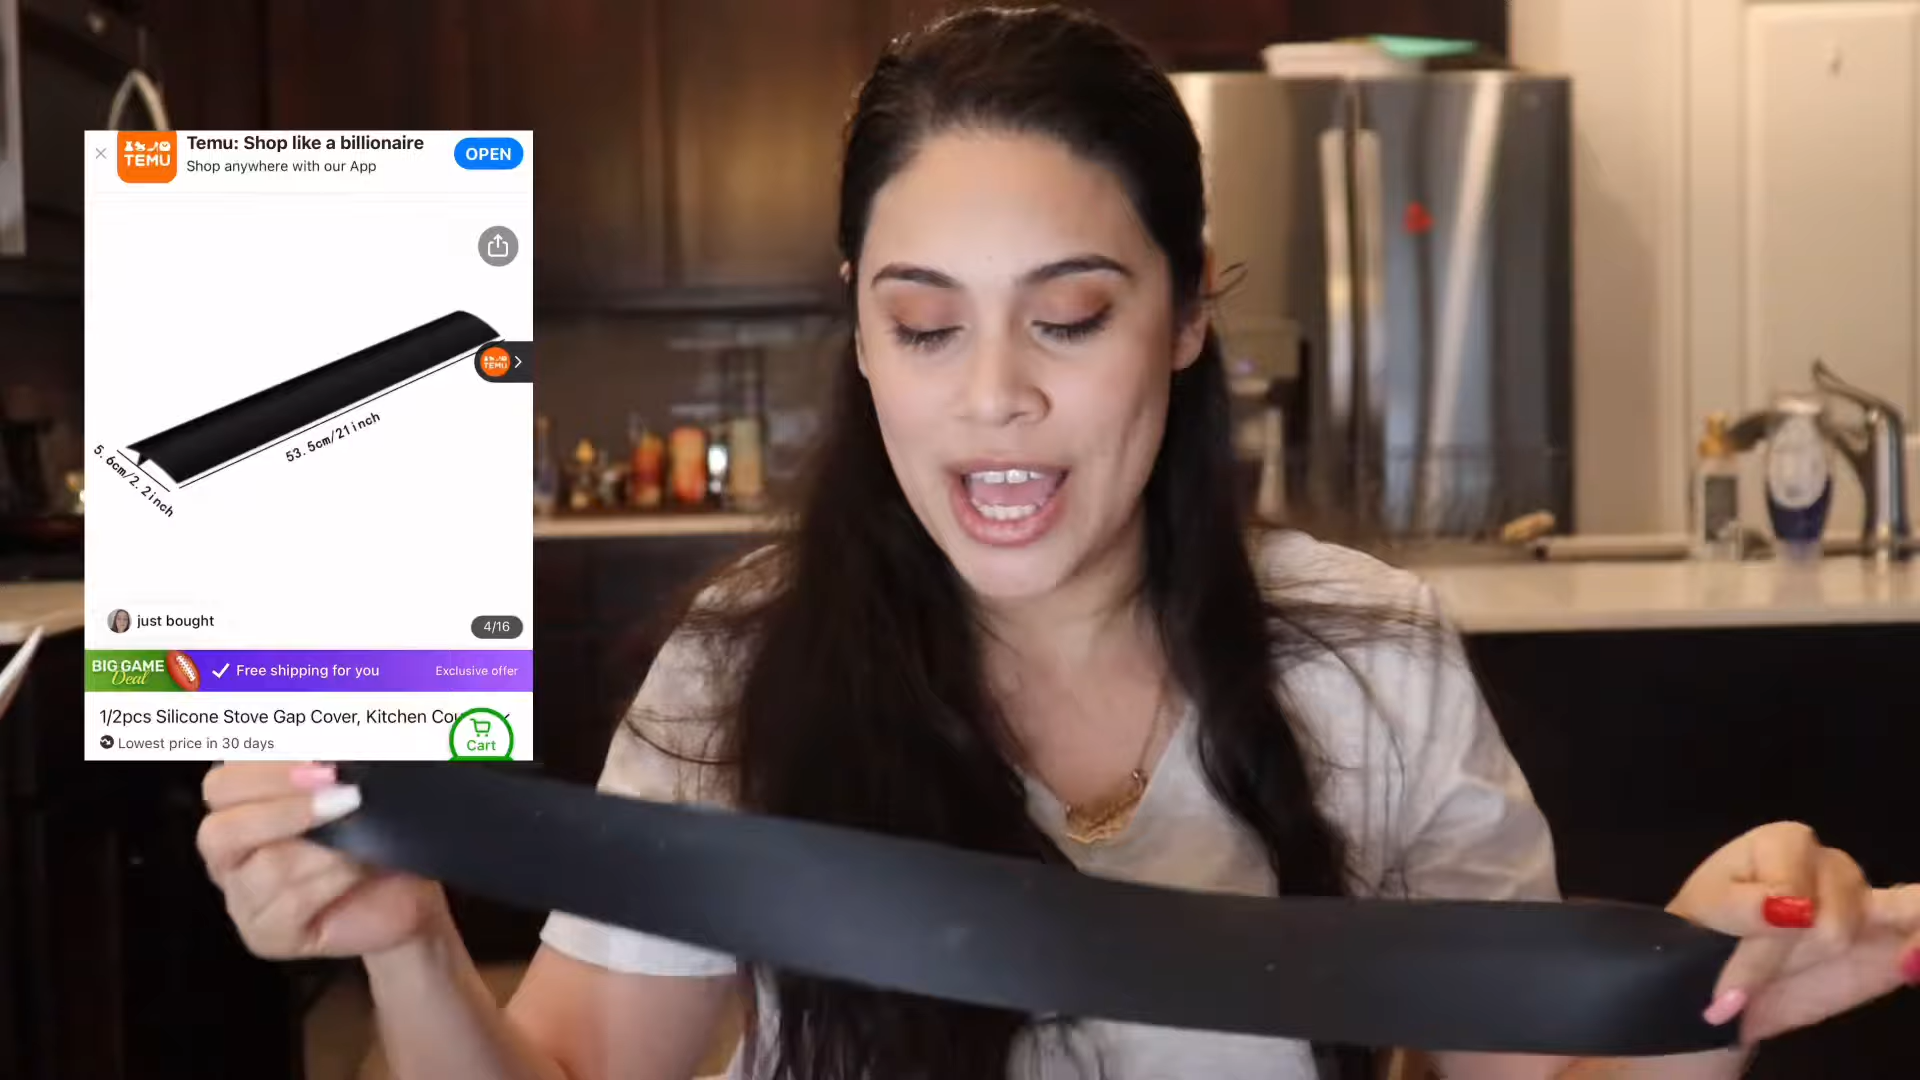 TEMU
Temu: Shop like a billionaire
Shop anywhere with our App
OPEN
TEMU
53.5cm/21inch
5.6cm/2.2inch
just bought
4/16
BIG GAME
Deal
Free shipping for you
Exclusive offer
1/2pcs Silicone Stove Gap Cover, Kitchen Cou
Lowest price in 30 days
Cart